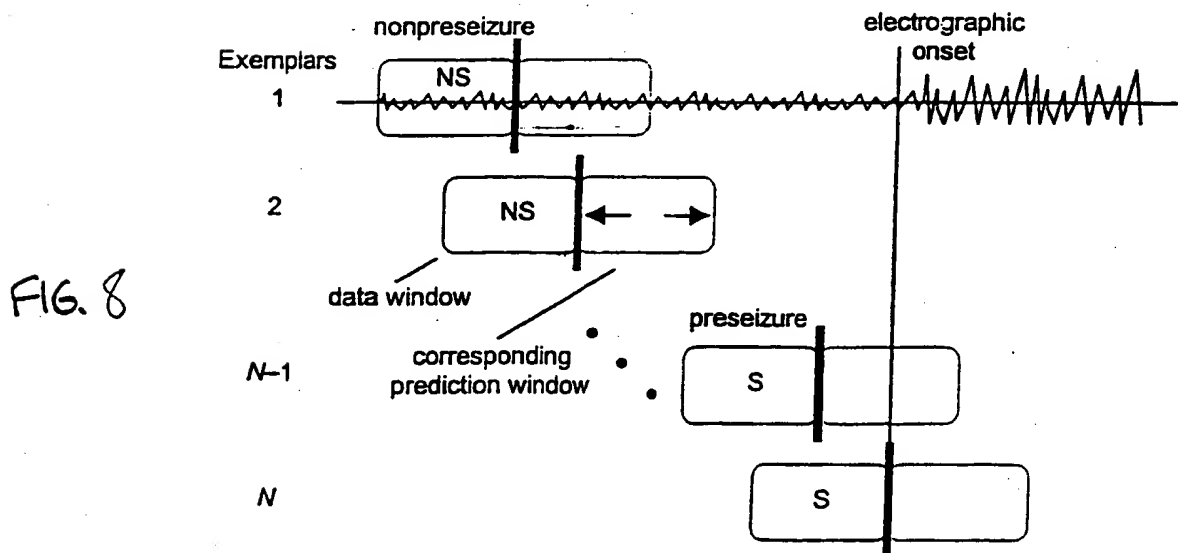 electrographic
onset
nonpreseizure
Exemplars
NS
1
2
NS
FIG. 8
data window
corresponding
prediction window
preseizure
N–1
S
N
S